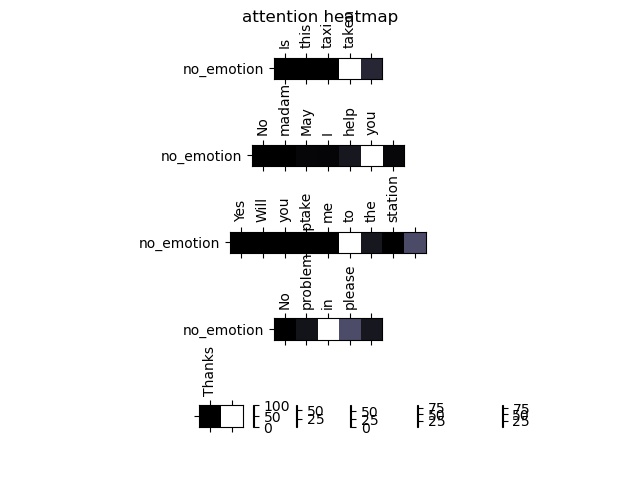 attention heatmap
Is this taxi taken
no_emotion
No madam May I help you
no_emotion
Yes Will you take me to the station
no_emotion
No problem in please
no_emotion
Thanks
100 50 0
50 25
50 25 0
75 50 25
75 50 25